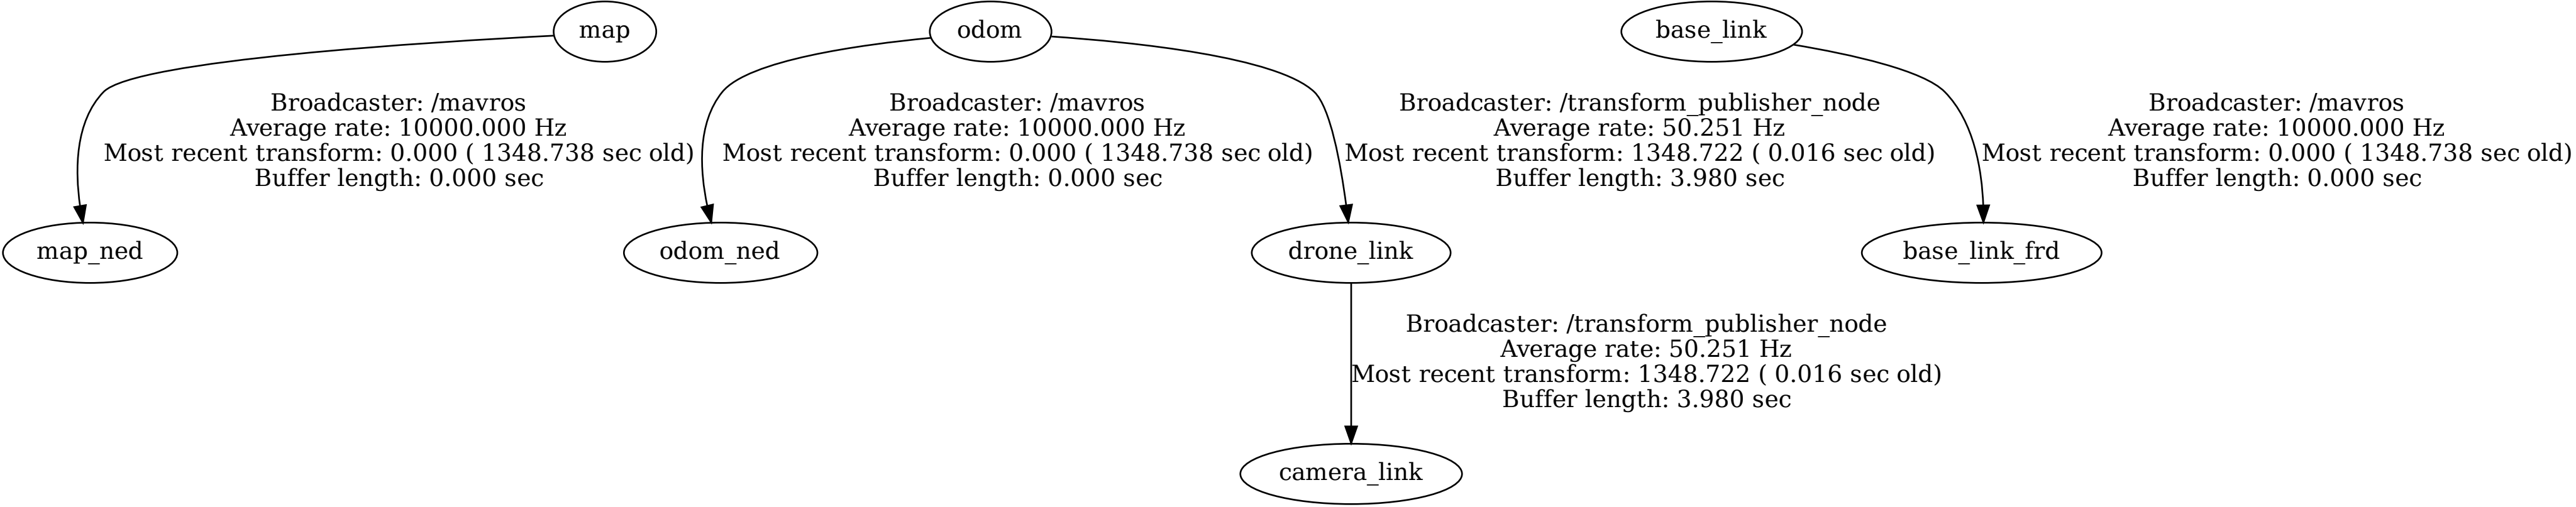 map
odom
base_link
Broadcaster: /mavros
Average rate: 10000.000 Hz
Most recent transform: 0.000 ( 1348.738 sec old)
Buffer length: 0.000 sec
Broadcaster: /mavros
Average rate: 10000.000 Hz
Most recent transform: 0.000 ( 1348.738 sec old)
Buffer length: 0.000 sec
Broadcaster: /transform_publisher_node
Average rate: 50.251 Hz
Most recent transform: 1348.722 ( 0.016 sec old)
Buffer length: 3.980 sec
Broadcaster: /mavros
Average rate: 10000.000 Hz
Most recent transform: 0.000 ( 1348.738 sec old)
Buffer length: 0.000 sec
map_ned
odom_ned
drone_link
base_link_frd
Broadcaster: /transform_publisher_node
Average rate: 50.251 Hz
Most recent transform: 1348.722 ( 0.016 sec old)
Buffer length: 3.980 sec
camera_link